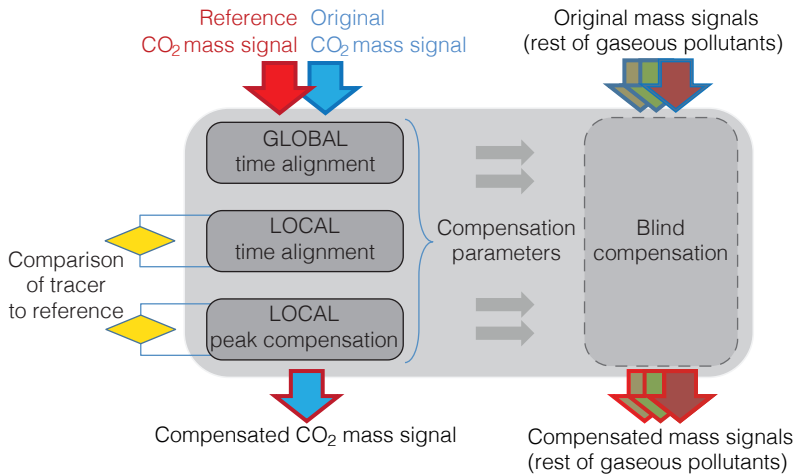 Reference
CO₂ mass signal
Original
CO₂ mass signal
Original mass signals
(rest of gaseous pollutants)
GLOBAL
time alignment
LOCAL
time alignment
LOCAL
peak compensation
Comparison
of tracer
to reference
Compensation
parameters
Blind
compensation
Compensated CO₂ mass signal
Compensated mass signals
(rest of gaseous pollutants)